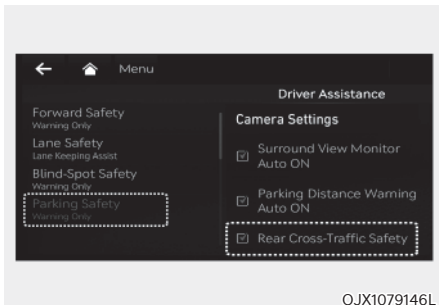 Menu
Driver Assistance
Forward Safety
Warning Only
Lane Safety
Lane Keeping Assist
Blind-Spot Safety
Warning Only
Parking Safety
Warning Only
Camera Settings
Surround View Monitor
Auto ON
Parking Distance Warning
Auto ON
Rear Cross-Traffic Safety
OJX1079146L